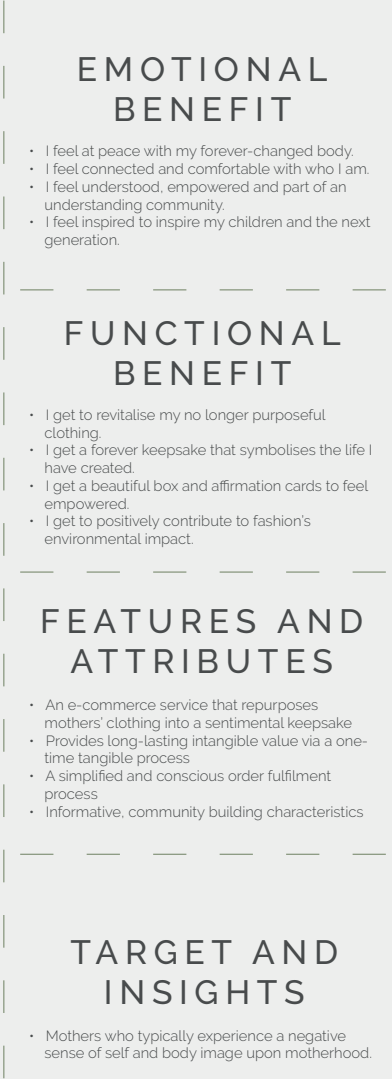 EMOTIONAL
BENEFIT
• I feel at peace with my forever-changed body.
• I feel connected and comfortable with who I am.
• I feel understood, empowered and part of an
understanding community.
• I feel inspired to inspire my children and the next
generation.
FUNCTIONAL
BENEFIT
• I get to revitalise my no longer purposeful
clothing.
• I get a forever keepsake that symbolises the life I
have created.
• I get a beautiful box and affirmation cards to feel
empowered.
• I get to positively contribute to fashion's
environmental impact.
FEATURES AND
ATTRIBUTES
• An e-commerce service that repurposes
mothers' clothing into a sentimental keepsake
• Provides long-lasting intangible value via a one-
time tangible process
• A simplified and conscious order fulfilment
process
• Informative, community building characteristics
TARGET AND
INSIGHTS
• Mothers who typically experience a negative
sense of self and body image upon motherhood.